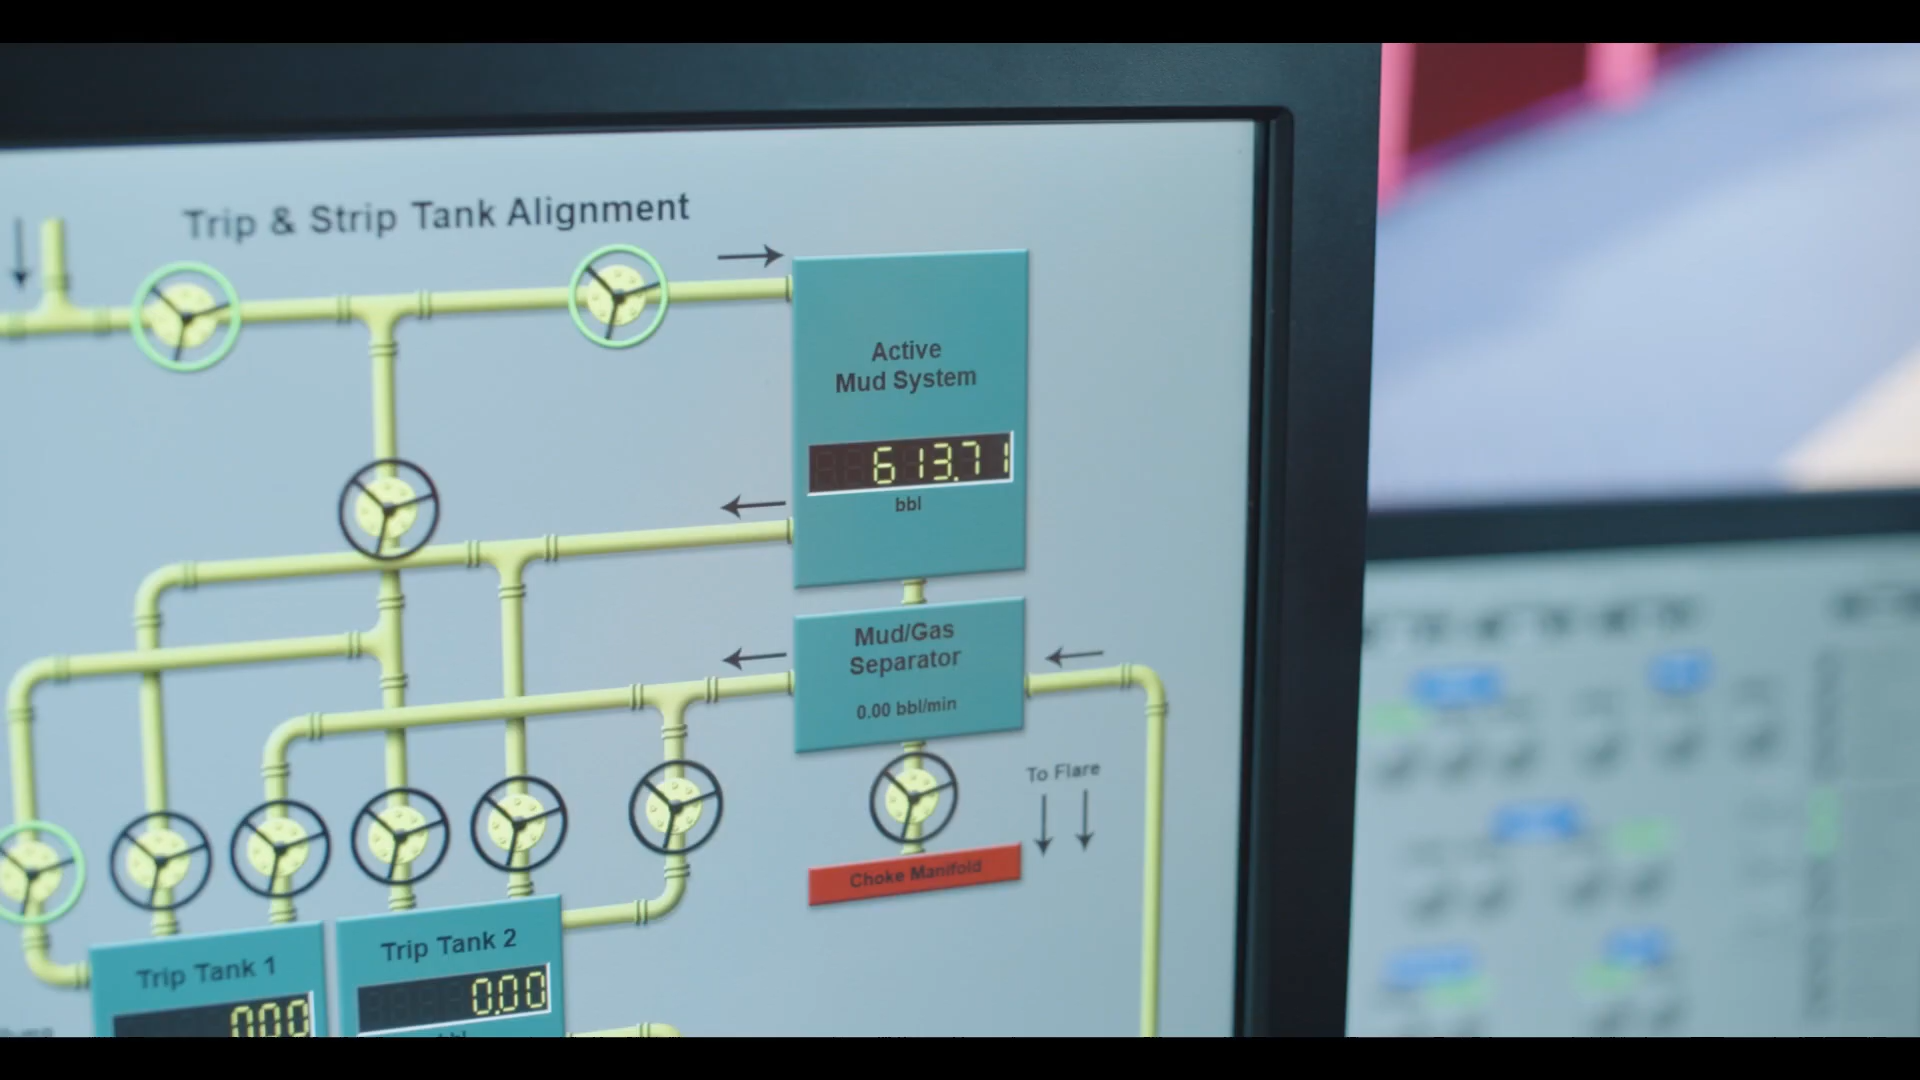 Trip & Strip Tank Alignment
Active
Mud System
613.71
bbl
Mud/Gas
Separator
0.00 bbl/min
To Flare
Choke Manifold
Trip Tank 1
0.00
Trip Tank 2
0.00